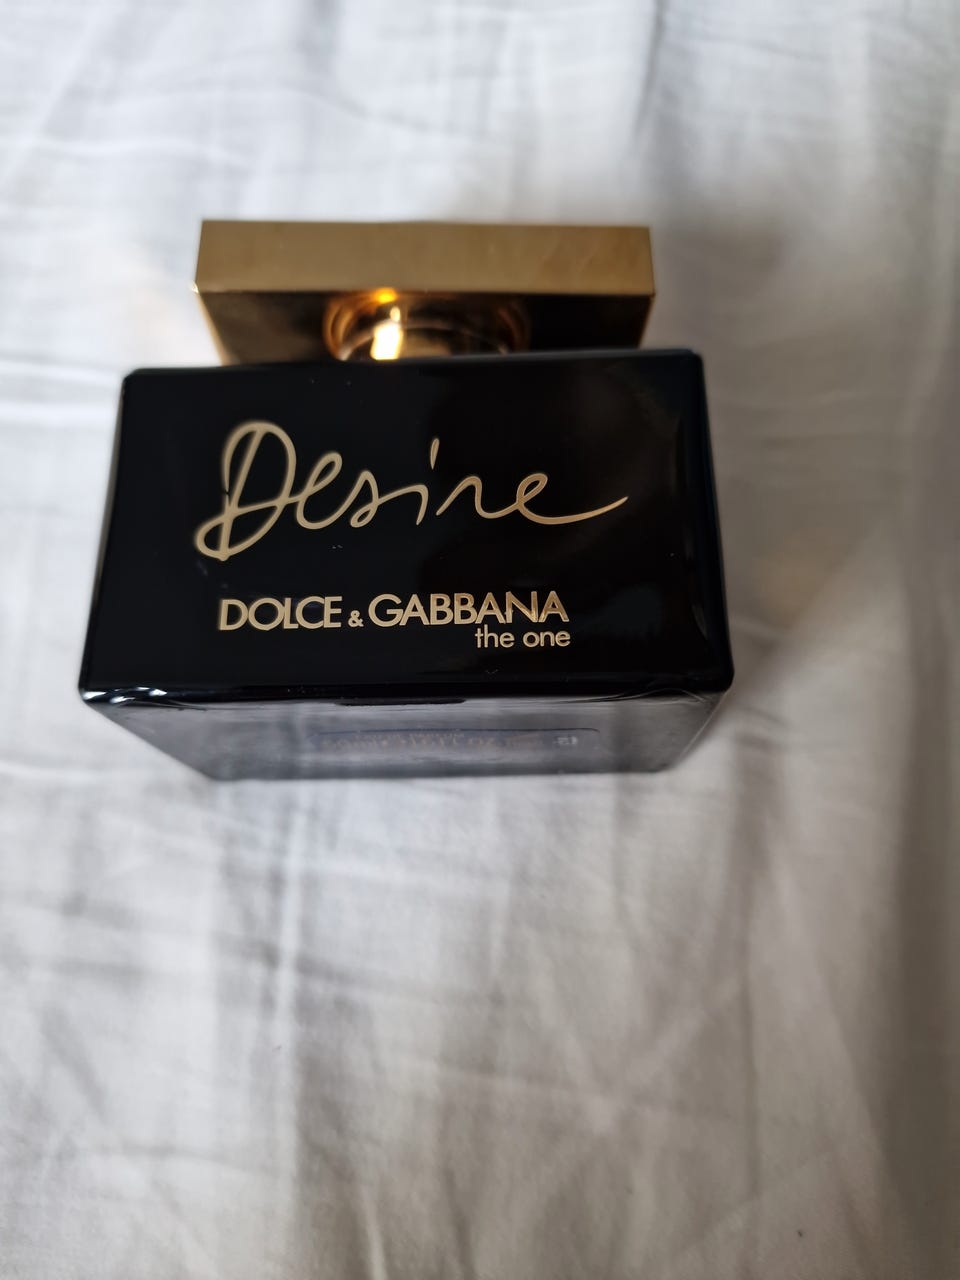 Desire
DOLCE & GABBANA
the one